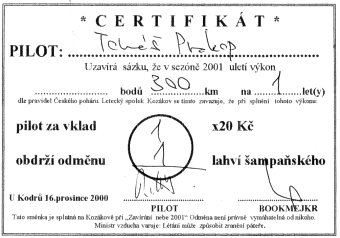 * CERTIFIKÁT *
PILOT: Tomáš Prokop
Uzavírá sázku, že v sezóně 2001 uletí výkon
bodů 300 km na 1 let(y)
dle pravidel Českého poháru. Letecký spolek Kozákov se tímto zavazuje, že při splnění tohoto výkonu:
pilot za vklad 1 x20 Kč
obdrží odměnu 1 lahví šampaňského
U Kodrů 16.prosince 2000
PILOT BOOKMEJKR
Tato směnka je splatná na Kozákově při „Zavírání nebe 2001" Odměna není právně vymahatelná od nikoho.
Ministr vzduchu varuje: Létání může způsobit zranění páteře.